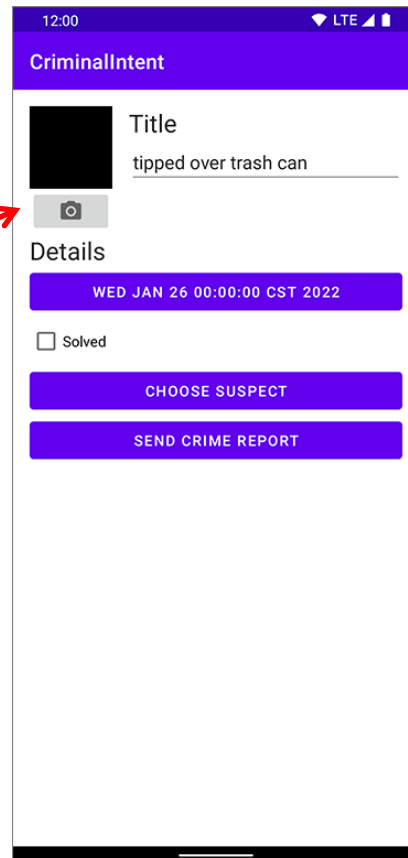 12:00 LTE
CriminalIntent
Title
tipped over trash can
Details
WED JAN 26 00:00:00 CST 2022
Solved
CHOOSE SUSPECT
SEND CRIME REPORT